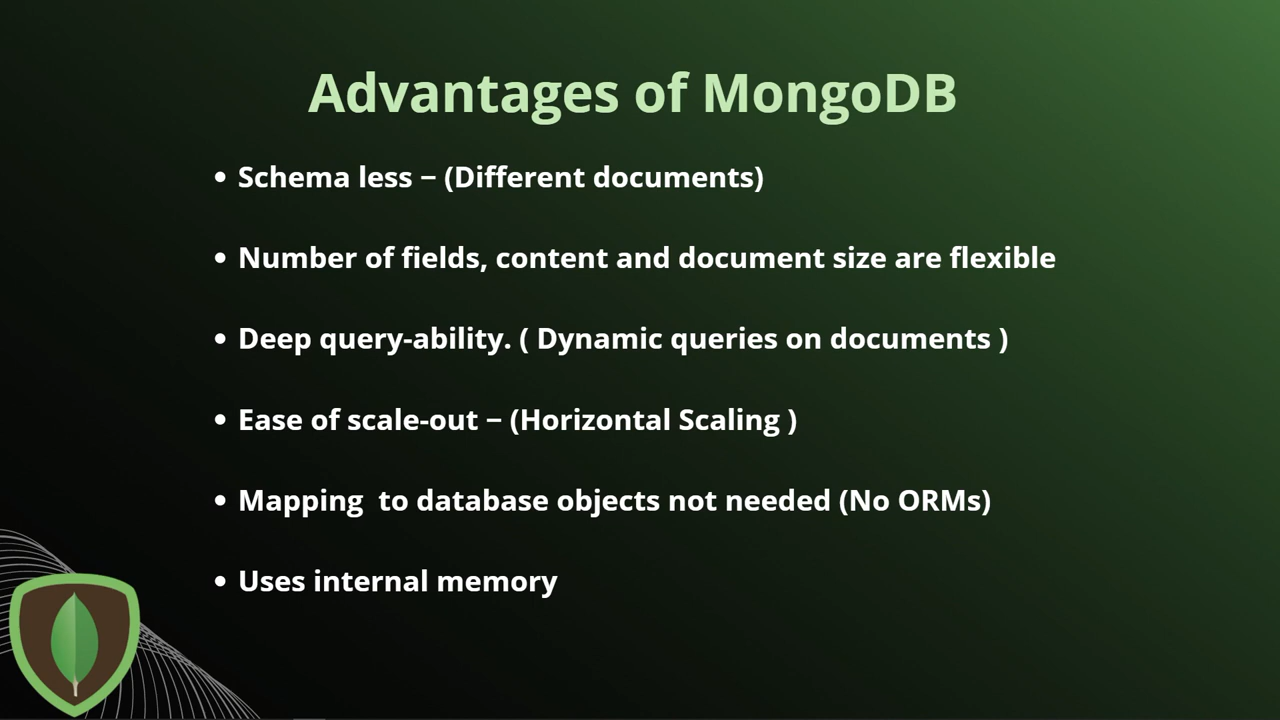 Advantages of MongoDB
• Schema less – (Different documents)
• Number of fields, content and document size are flexible
• Deep query-ability. ( Dynamic queries on documents )
• Ease of scale-out – (Horizontal Scaling )
• Mapping  to database objects not needed (No ORMs)
• Uses internal memory